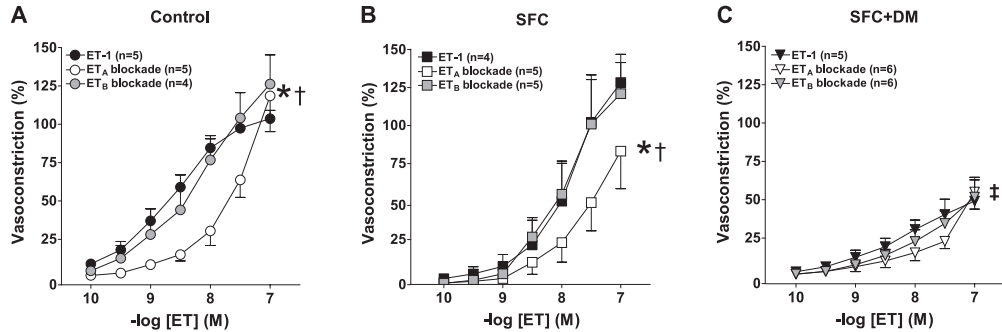 A
Control
ET-1 (n=5)
ETA blockade (n=5)
ETB blockade (n=4)
Vasoconstriction (%)
150
125
100
75
50
25
0
10 9 8 7
-log [ET] (M)
*†
B
SFC
ET-1 (n=4)
ETA blockade (n=5)
ETB blockade (n=5)
Vasoconstriction (%)
150
125
100
75
50
25
0
10 9 8 7
-log [ET] (M)
*†
C
SFC+DM
ET-1 (n=5)
ETA blockade (n=6)
ETB blockade (n=6)
Vasoconstriction (%)
150
125
100
75
50
25
0
10 9 8 7
-log [ET] (M)
‡